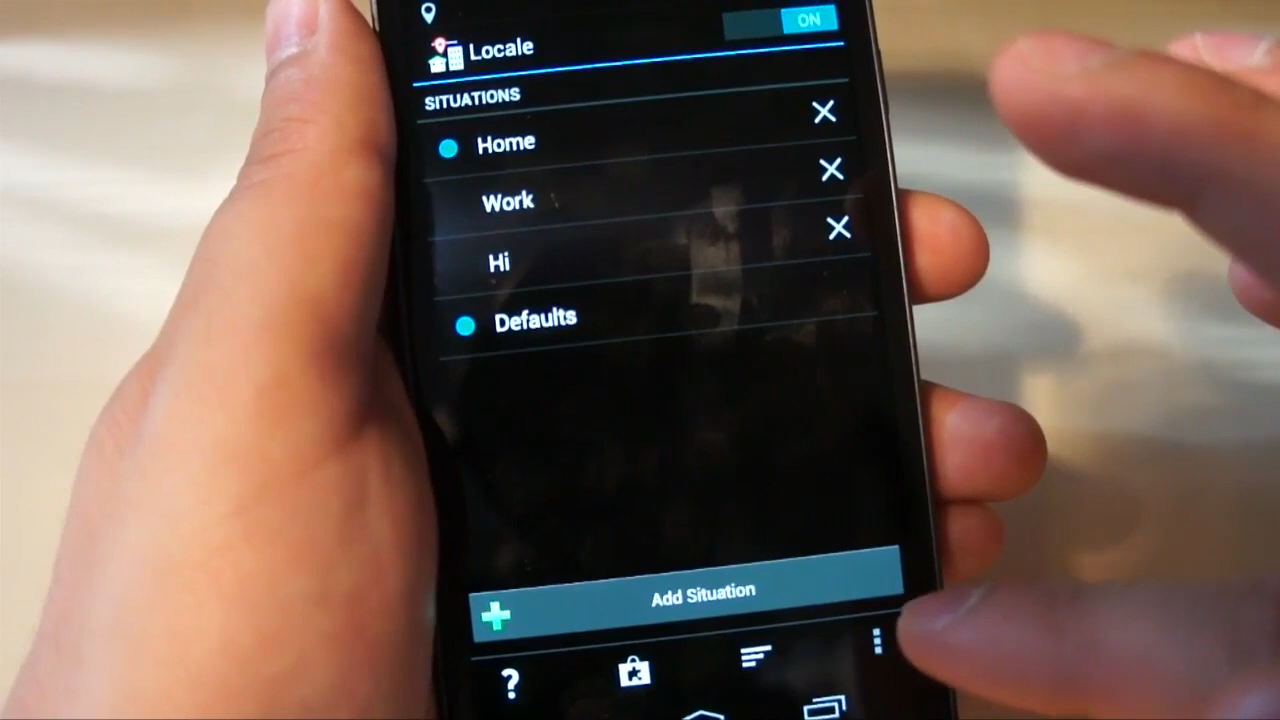 ON
Locale
SITUATIONS
Home
Work
Hi
Defaults
Add Situation
?